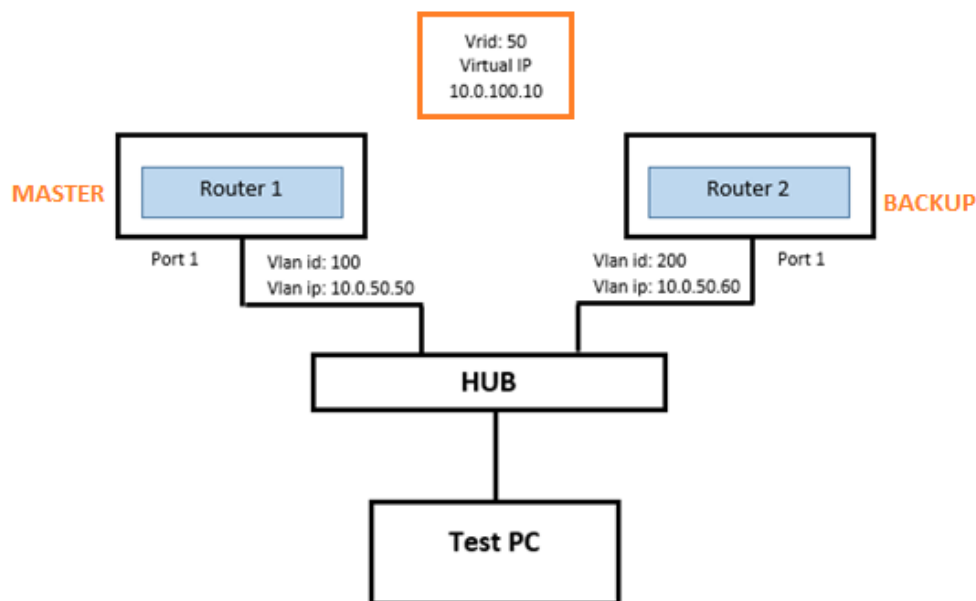 Vrid: 50
Virtual IP
10.0.100.10
MASTER
Router 1
Router 2
BACKUP
Port 1
Vlan id: 100
Vlan ip: 10.0.50.50
Vlan id: 200
Vlan ip: 10.0.50.60
Port 1
HUB
Test PC